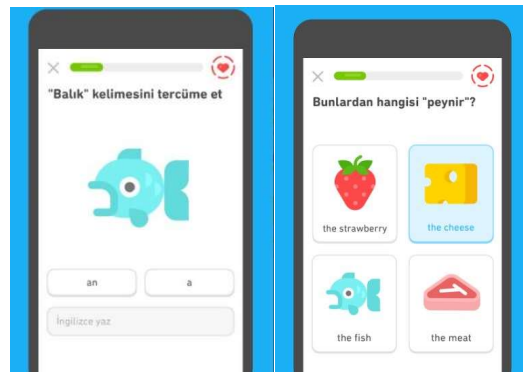 "Balık" kelimesini tercüme et
an
a
İngilizce yaz
Bunlardan hangisi "peynir"?
the strawberry
the cheese
the fish
the meat